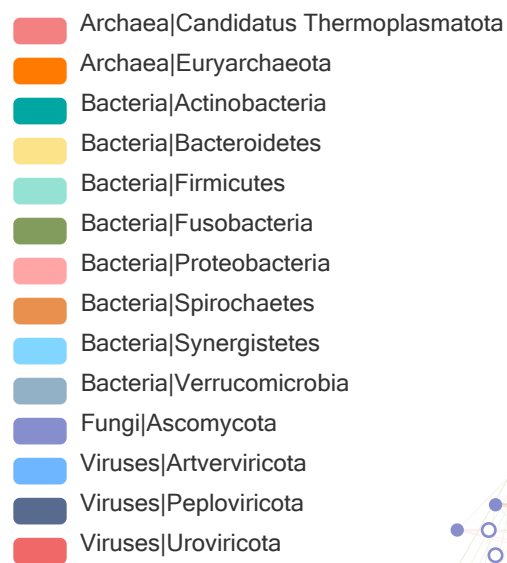 Archaea|Candidatus Thermoplasmatota
Archaea|Euryarchaeota
Bacteria|Actinobacteria
Bacteria|Bacteroidetes
Bacteria|Firmicutes
Bacteria|Fusobacteria
Bacteria|Proteobacteria
Bacteria|Spirochaetes
Bacteria|Synergistetes
Bacteria|Verrucomicrobia
Fungi|Ascomycota
Viruses|Artverviricota
Viruses|Peploviricota
Viruses|Uroviricota